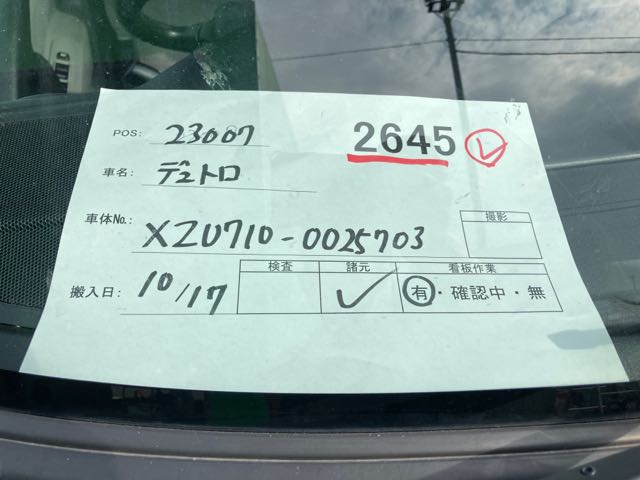 POS: 23007 2645
車名: デュトロ
車体No.: XZU710-0025703
撮影
検査 諸元 看板作業
搬入日: 10/17 ✓ 有・確認中・無